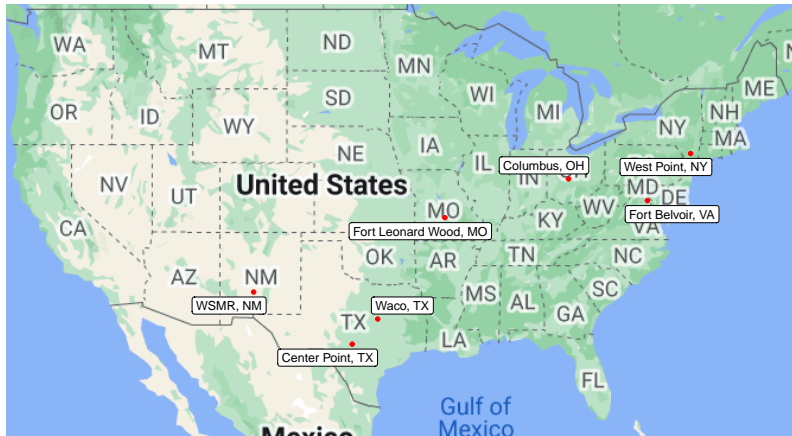 WA
MT
ND
MN
ME
OR
ID
SD
WI
MI
NH
WY
NY
MA
IA
NE
IL
Columbus, OH
West Point, NY
IN
NV
UT
United States
MD
DE
MO
WV
Fort Belvoir, VA
KY
VA
CA
Fort Leonard Wood, MO
OK
AR
TN
NC
AZ
NM
SC
MS
AL
GA
WSMR, NM
Waco, TX
TX
LA
Center Point, TX
FL
Gulf of
Mexico
Mexico